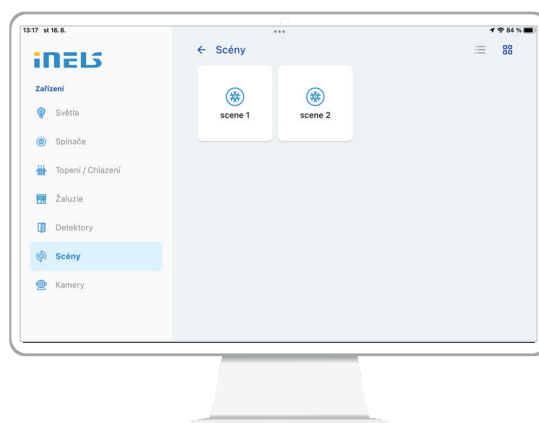 13:17 st 16. 8.
84 %
iNELS
Scény
Zařízení
Světla
Spínače
Topení / Chlazení
Žaluzie
Detektory
Scény
Kamery
scene 1
scene 2